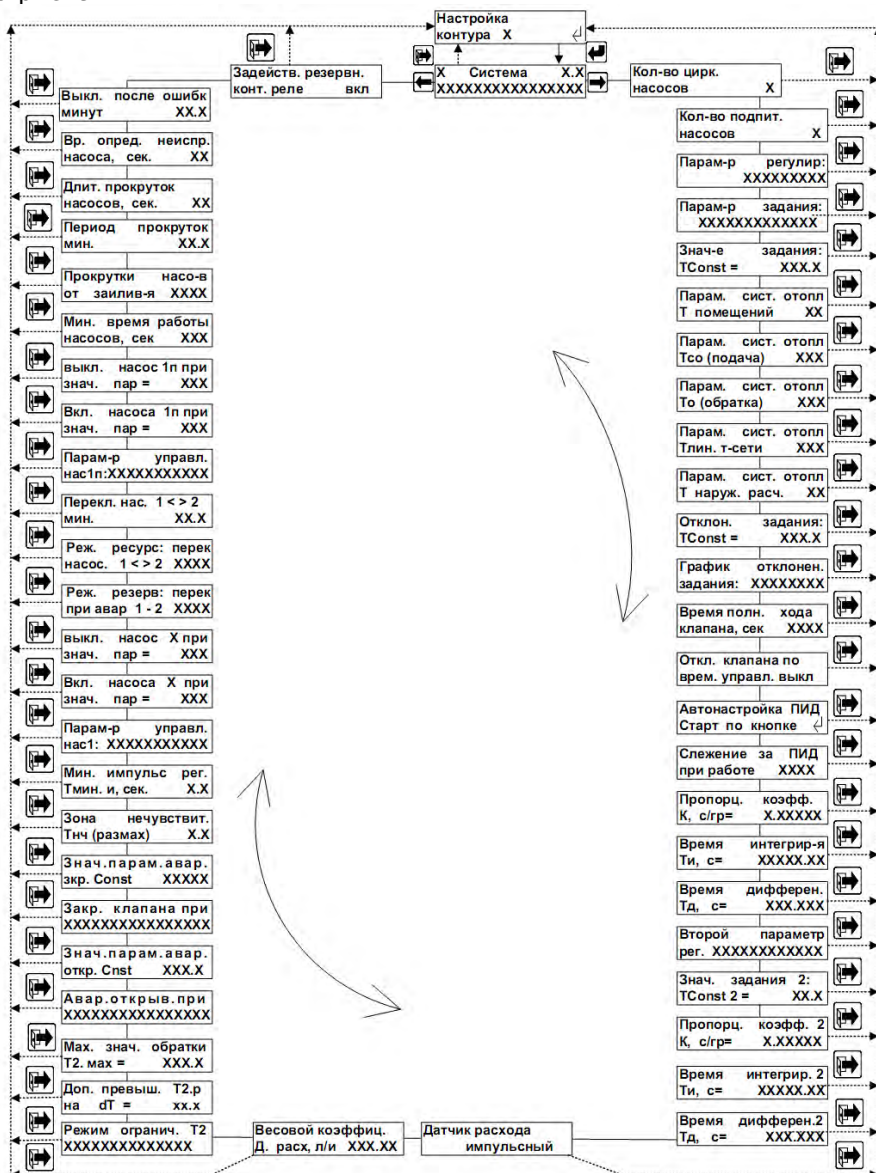 Настройка
контура X
X Система X.X
XXXXXXXXXXXXXXXX
Задейств. резервн.
конт. реле вкл
Кол-во цирк.
насосов X
Выкл. после ошибк
минут XX.X
Вр. опред. неиспр.
насоса, сек. XX
Длит. прокруток
насосов, сек. XX
Период прокруток
мин. XX.X
Прокрутки насо-в
от заилив-я XXXX
Мин. время работы
насосов, сек XXX
выкл. насос 1п при
знач. пар = XXX
Вкл. насоса 1п при
знач. пар = XXX
Парам-р управл.
нас1п:XXXXXXXXXXX
Перекл. нас. 1 < > 2
мин. XX.X
Реж. ресурс: перек
насос. 1 < > 2 XXXX
Реж. резерв: перек
при авар 1 - 2 XXXX
выкл. насос X при
знач. пар = XXX
Вкл. насоса X при
знач. пар = XXX
Парам-р управл.
нас1: XXXXXXXXXXX
Мин. импульс рег.
Тмин. и, сек. X.X
Зона нечувствит.
Тнч (размах) X.X
Знач.парам.авар.
зкр. Const XXXXX
Закр. клапана при
XXXXXXXXXXXXXXXX
Знач.парам.авар.
откр. Cnst XXX.X
Авар.открыв.при
XXXXXXXXXXXXXXXX
Мах. знач. обратки
Т2. мах = XXX.X
Доп. превыш. Т2.р
на dT = xx.x
Режим огранич. Т2
XXXXXXXXXXXXXX
Кол-во подпит.
насосов X
Парам-р регулир:
XXXXXXXXX
Парам-р задания:
XXXXXXXXXXXXX
Знач-е задания:
TConst = XXX.X
Парам. сист. отопл
Т помещений XX
Парам. сист. отопл
Тсо (подача) XXX
Парам. сист. отопл
То (обратка) XXX
Парам. сист. отопл
Тлин. т-сети XXX
Парам. сист. отопл
Т наруж. расч. XX
Отклон. задания:
TConst = XXX.X
График отклонен.
задания: XXXXXXXX
Время полн. хода
клапана, сек XXXX
Откл. клапана по
врем. управл. выкл
Автонастройка ПИД
Старт по кнопке
Слежение за ПИД
при работе XXXX
Пропорц. коэфф.
К, с/гр= X.XXXXX
Время интегрир-я
Ти, с= XXXXX.XX
Время дифферен.
Тд, с= XXX.XXX
Второй параметр
рег. XXXXXXXXXXXX
Знач. задания 2:
TConst 2 = XX.X
Пропорц. коэфф. 2
К, с/гр= X.XXXXX
Время интегрир. 2
Ти, с= XXXXX.XX
Время дифферен.2
Тд, с= XXX.XXX
Весовой коэффиц.
Д. расх, л/и XXX.XX
Датчик расхода
импульсный